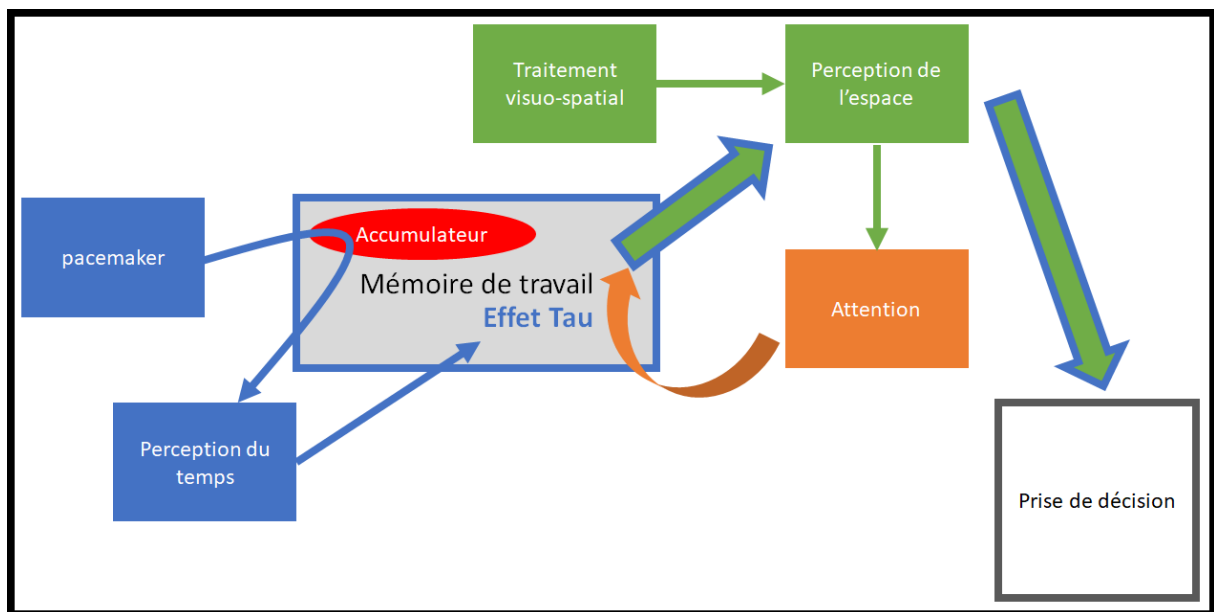 Traitement
visuo-spatial
Perception de
l’espace
pacemaker
Accumulateur
Mémoire de travail
Effet Tau
Attention
Perception du
temps
Prise de décision